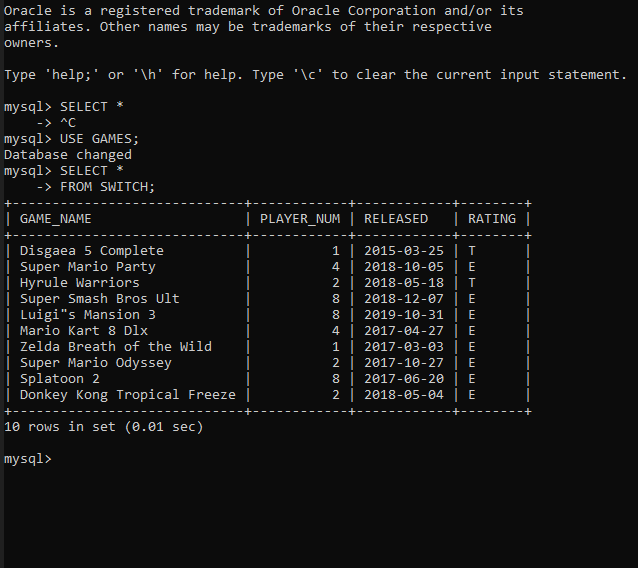 Oracle is a registered trademark of Oracle Corporation and/or its
affiliates. Other names may be trademarks of their respective
owners.

Type 'help;' or '\h' for help. Type '\c' to clear the current input statement.

mysql> SELECT *
    -> ^C
mysql> USE GAMES;
Database changed
mysql> SELECT *
    -> FROM SWITCH;
+-----------------------------+------------+------------+--------+
| GAME_NAME                   | PLAYER_NUM | RELEASED   | RATING |
+-----------------------------+------------+------------+--------+
| Disgaea 5 Complete          |          1 | 2015-03-25 | T      |
| Super Mario Party           |          4 | 2018-10-05 | E      |
| Hyrule Warriors             |          2 | 2018-05-18 | T      |
| Super Smash Bros Ult        |          8 | 2018-12-07 | E      |
| Luigi"s Mansion 3           |          8 | 2019-10-31 | E      |
| Mario Kart 8 Dlx            |          4 | 2017-04-27 | E      |
| Zelda Breath of the Wild    |          1 | 2017-03-03 | E      |
| Super Mario Odyssey         |          2 | 2017-10-27 | E      |
| Splatoon 2                  |          8 | 2017-06-20 | E      |
| Donkey Kong Tropical Freeze |          2 | 2018-05-04 | E      |
+-----------------------------+------------+------------+--------+
10 rows in set (0.01 sec)

mysql>